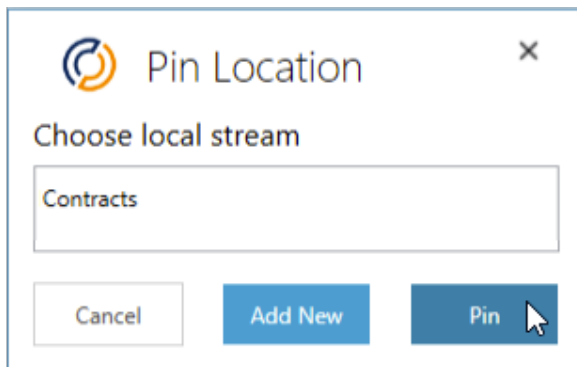 Pin Location
Choose local stream
Contracts
Cancel
Add New
Pin